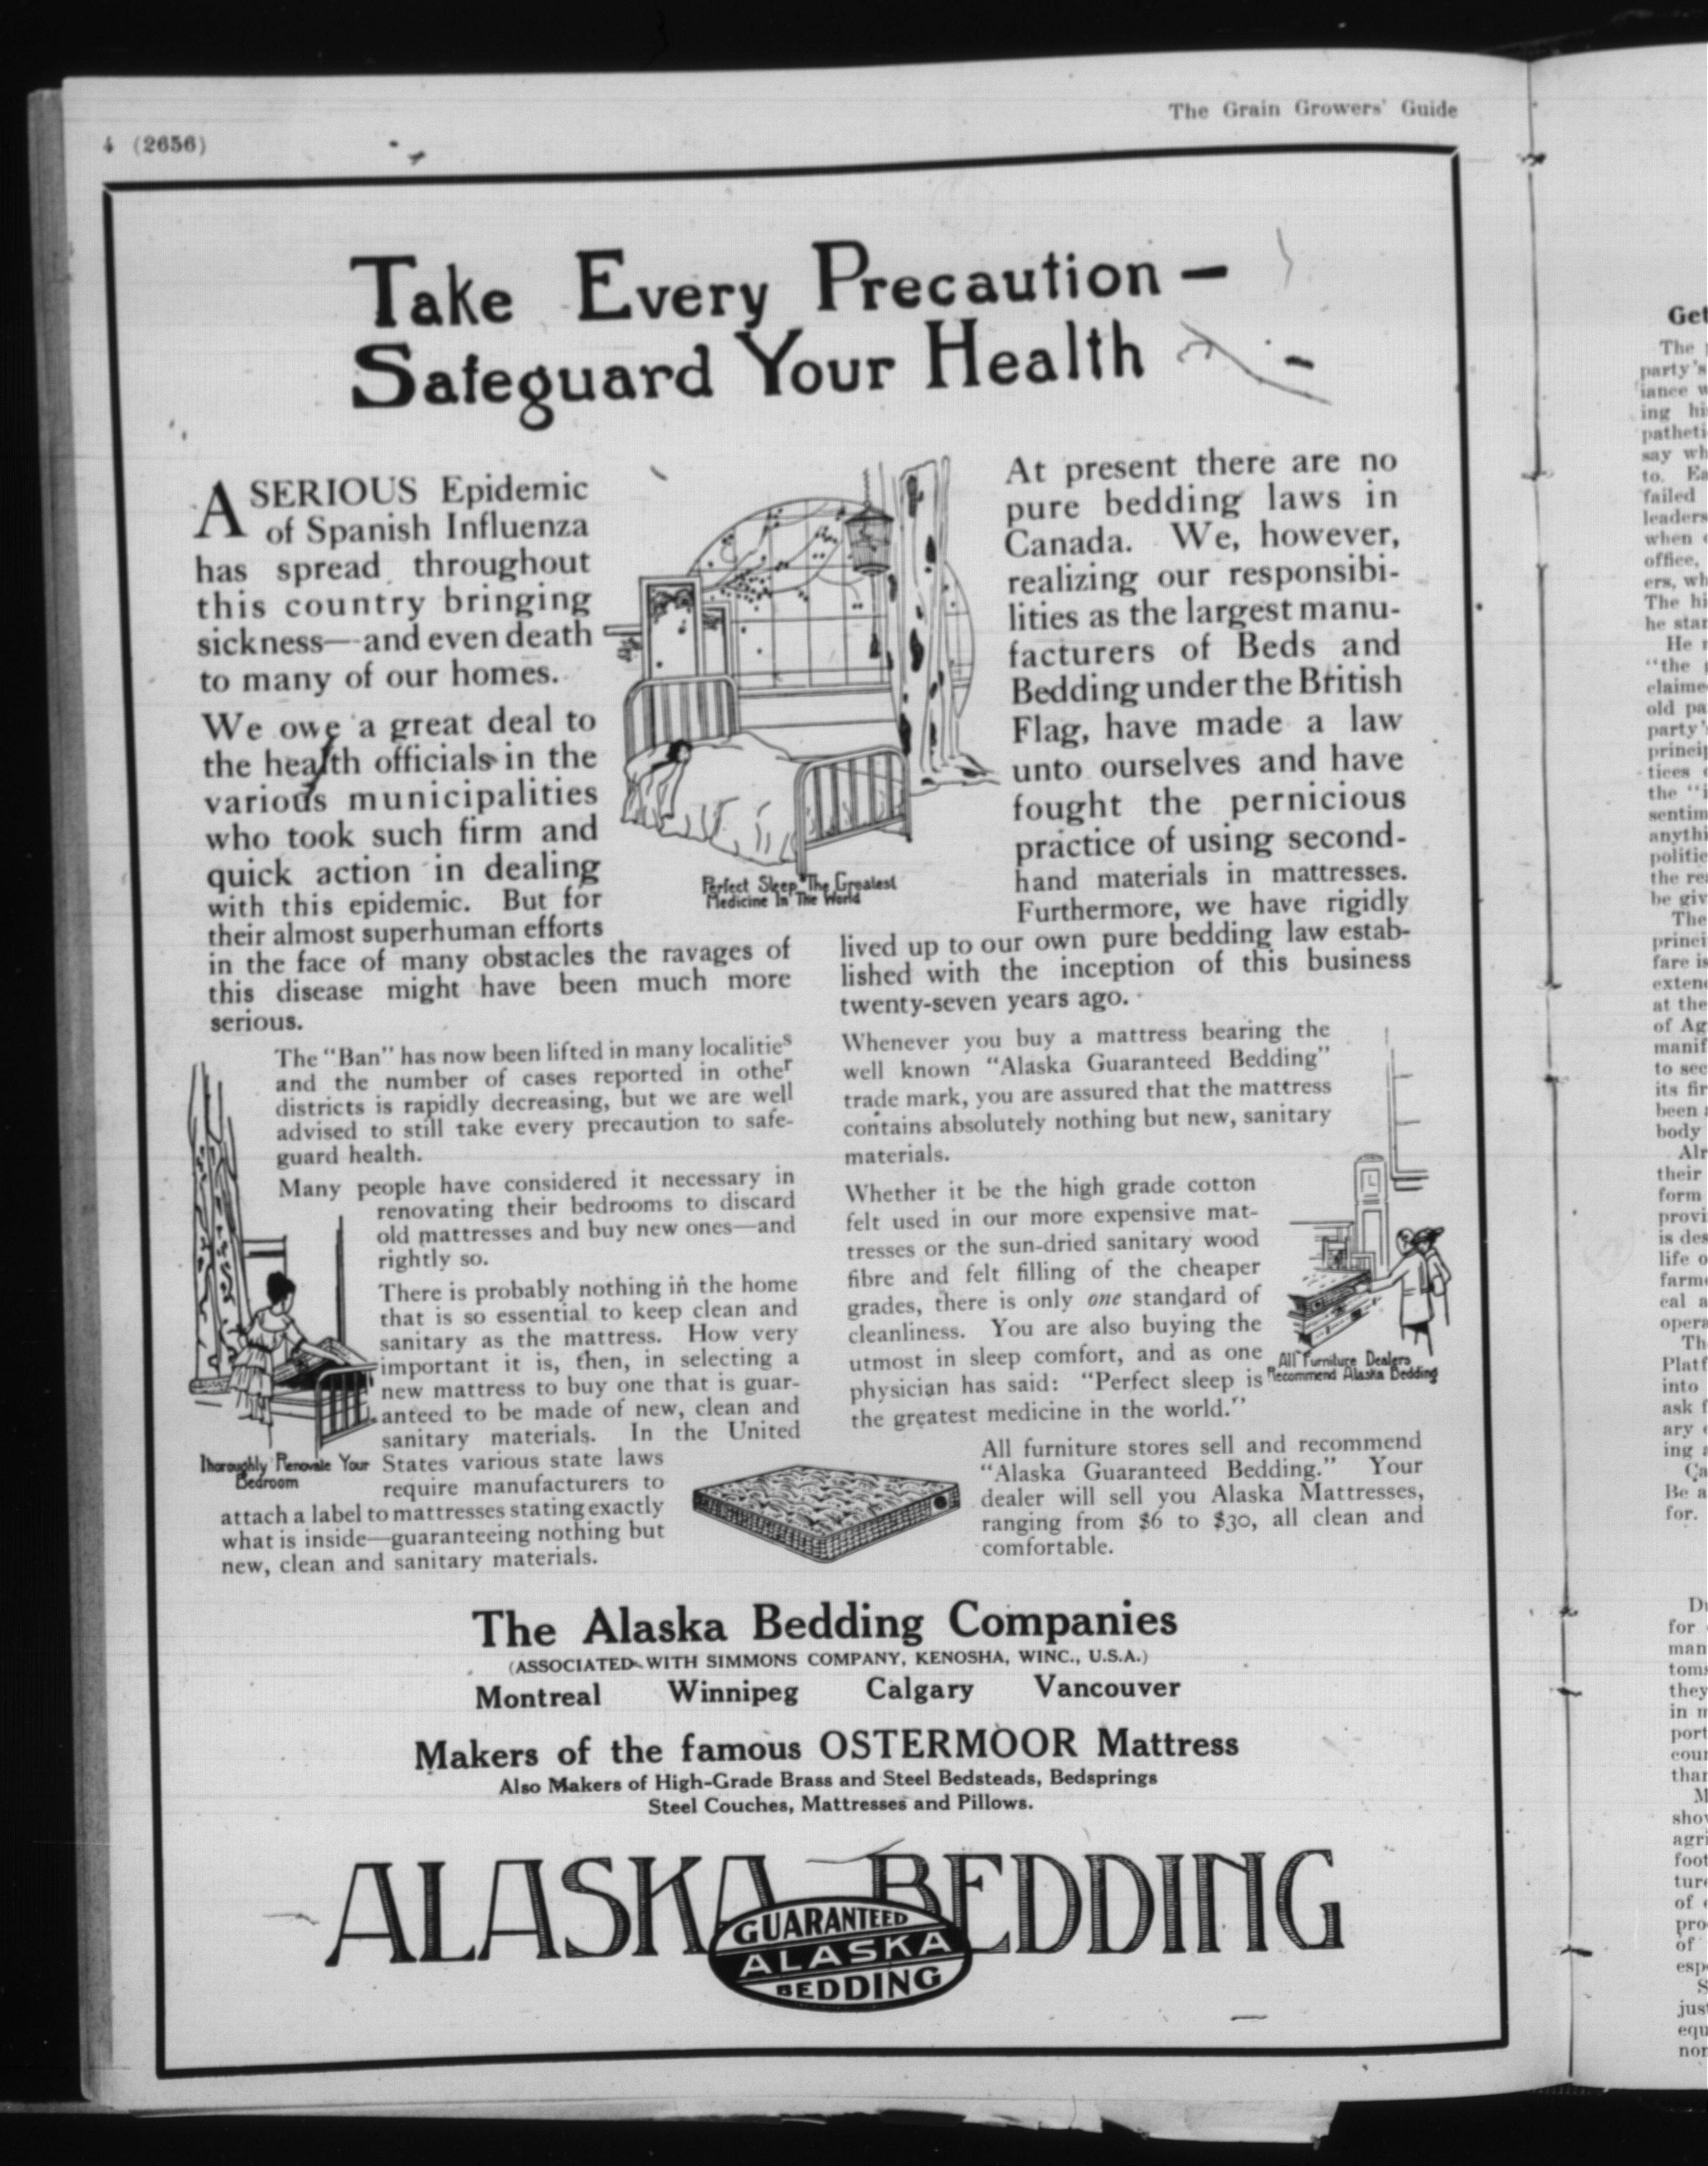 4 (2656)
The Grain Growers' Guide
Take Every Precaution —
Safeguard Your Health
A SERIOUS Epidemic
of Spanish Influenza
has spread throughout
this country bringing
sickness—and even death
to many of our homes.
We owe a great deal to
the health officials in the
various municipalities
who took such firm and
quick action in dealing
with this epidemic. But for
their almost superhuman efforts
in the face of many obstacles the ravages of
this disease might have been much more
serious.
The "Ban" has now been lifted in many localities
and the number of cases reported in other
districts is rapidly decreasing, but we are well
advised to still take every precaution to safe-
guard health.
Many people have considered it necessary in
renovating their bedrooms to discard
old mattresses and buy new ones—and
rightly so.
There is probably nothing in the home
that is so essential to keep clean and
sanitary as the mattress. How very
important it is, then, in selecting a
new mattress to buy one that is guar-
anteed to be made of new, clean and
sanitary materials. In the United
States various state laws
require manufacturers to
attach a label to mattresses stating exactly
what is inside—guaranteeing nothing but
new, clean and sanitary materials.
Thoroughly Renovate Your
Bedroom
Perfect Sleep "The Greatest
Medicine In The World
At present there are no
pure bedding laws in
Canada. We, however,
realizing our responsibi-
lities as the largest manu-
facturers of Beds and
Bedding under the British
Flag, have made a law
unto ourselves and have
fought the pernicious
practice of using second-
hand materials in mattresses.
Furthermore, we have rigidly
lived up to our own pure bedding law estab-
lished with the inception of this business
twenty-seven years ago.
Whenever you buy a mattress bearing the
well known "Alaska Guaranteed Bedding"
trade mark, you are assured that the mattress
contains absolutely nothing but new, sanitary
materials.
Whether it be the high grade cotton
felt used in our more expensive mat-
tresses or the sun-dried sanitary wood
fibre and felt filling of the cheaper
grades, there is only one standard of
cleanliness. You are also buying the
utmost in sleep comfort, and as one
physician has said: "Perfect sleep is
the greatest medicine in the world."
All Furniture Dealers
Recommend Alaska Bedding
All furniture stores sell and recommend
"Alaska Guaranteed Bedding." Your
dealer will sell you Alaska Mattresses,
ranging from $6 to $30, all clean and
comfortable.
The Alaska Bedding Companies
(ASSOCIATED WITH SIMMONS COMPANY, KENOSHA, WINC., U.S.A.)
Montreal Winnipeg Calgary Vancouver
Makers of the famous OSTERMOOR Mattress
Also Makers of High-Grade Brass and Steel Bedsteads, Bedsprings
Steel Couches, Mattresses and Pillows.
ALASKA BEDDING
GUARANTEED
ALASKA
BEDDING